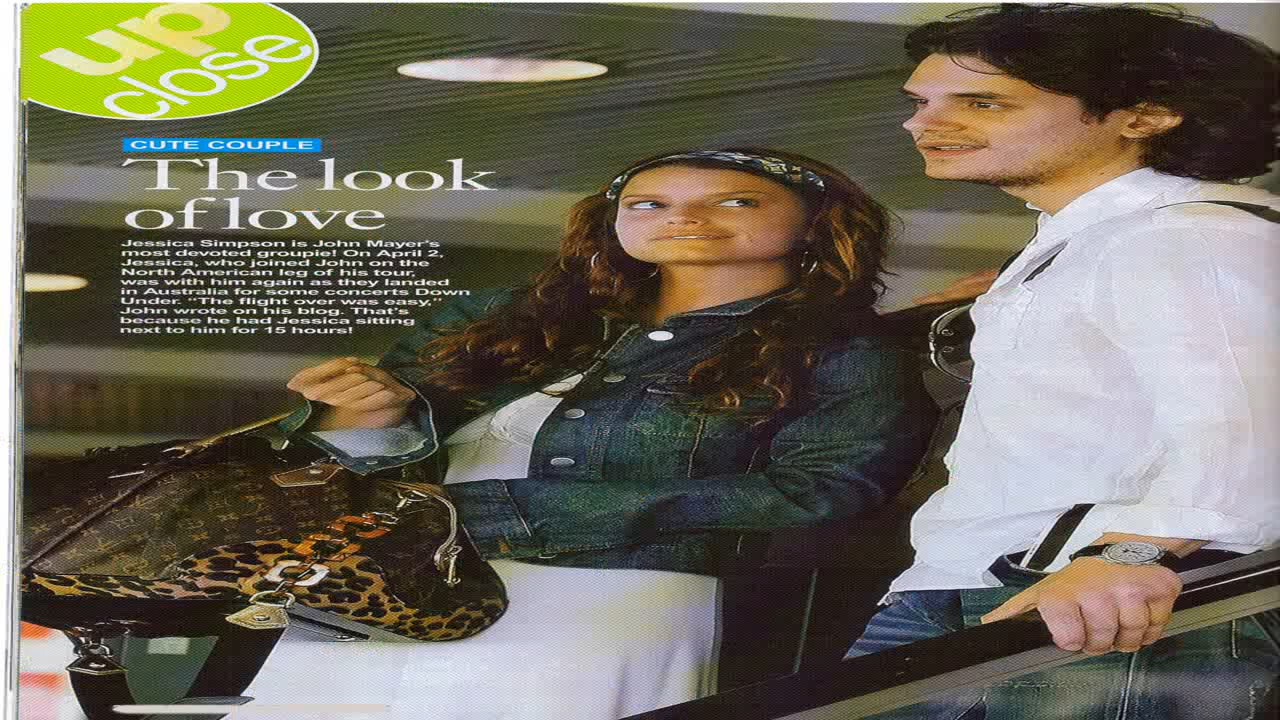 up
close
CUTE COUPLE
The look
of love
Jessica Simpson is John Mayer's
most devoted groupie! On April 2,
Jessica, who joined John on the
North American leg of his tour,
was with him again as they landed
in Australia for some concerts Down
Under. "The flight over was easy,"
John wrote on his blog. That's
because he had Jessica sitting
next to him for 15 hours!